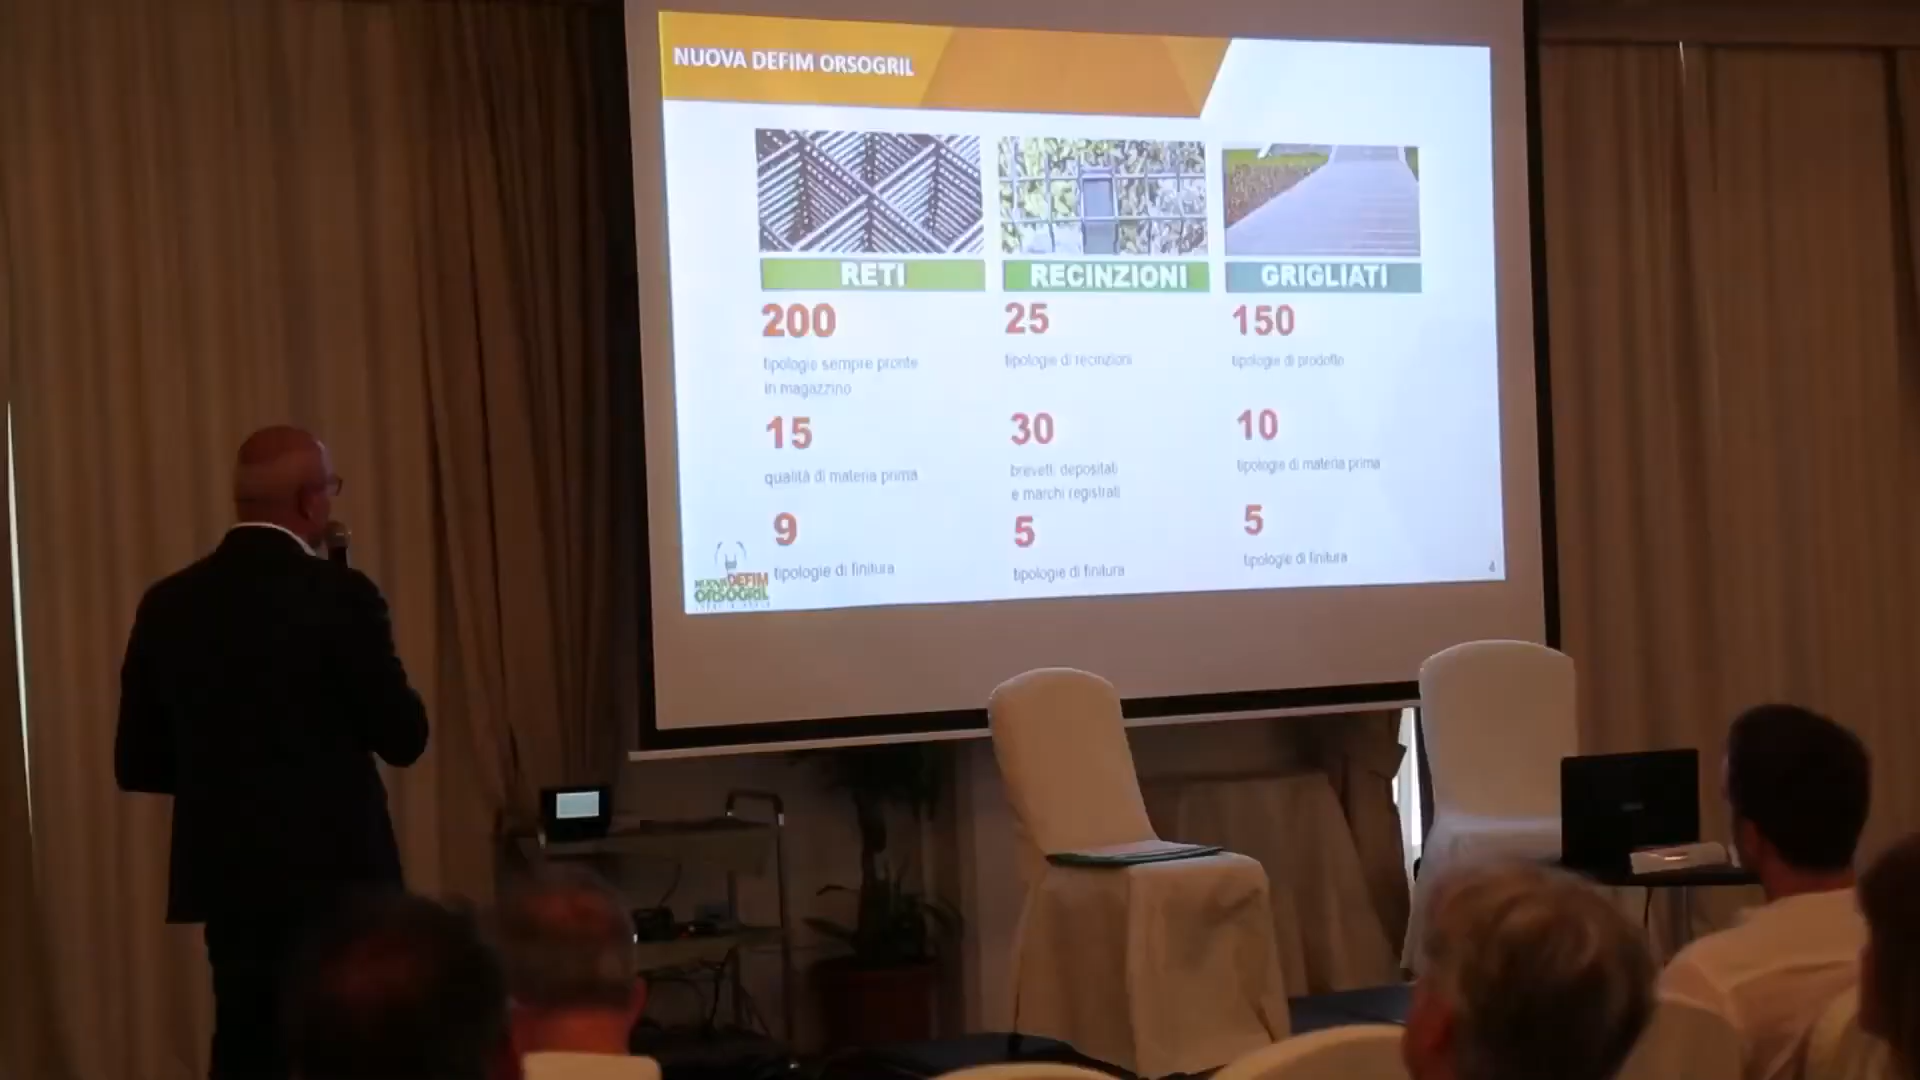 NUOVA DEFIM ORSOGRIL
RETI
200
tipologie sempre pronte
in magazzino
15
qualità di materia prima
9
tipologie di finitura
RECINZIONI
25
tipologie di recinzioni
30
brevetti depositati
e marchi registrati
5
tipologie di finitura
GRIGLIATI
150
tipologie di prodotto
10
tipologie di materia prima
5
tipologie di finitura
NUOVA DEFIM
ORSOGRIL
4